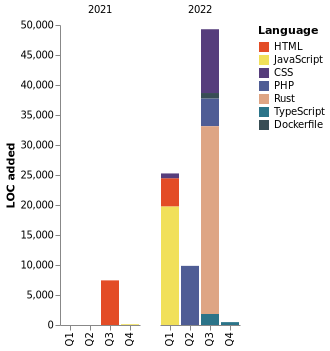 2021
2022
Language
HTML
JavaScript
CSS
PHP
Rust
TypeScript
Dockerfile
LOC added
50,000
45,000
40,000
35,000
30,000
25,000
20,000
15,000
10,000
5,000
0
Q1
Q2
Q3
Q4
Q1
Q2
Q3
Q4